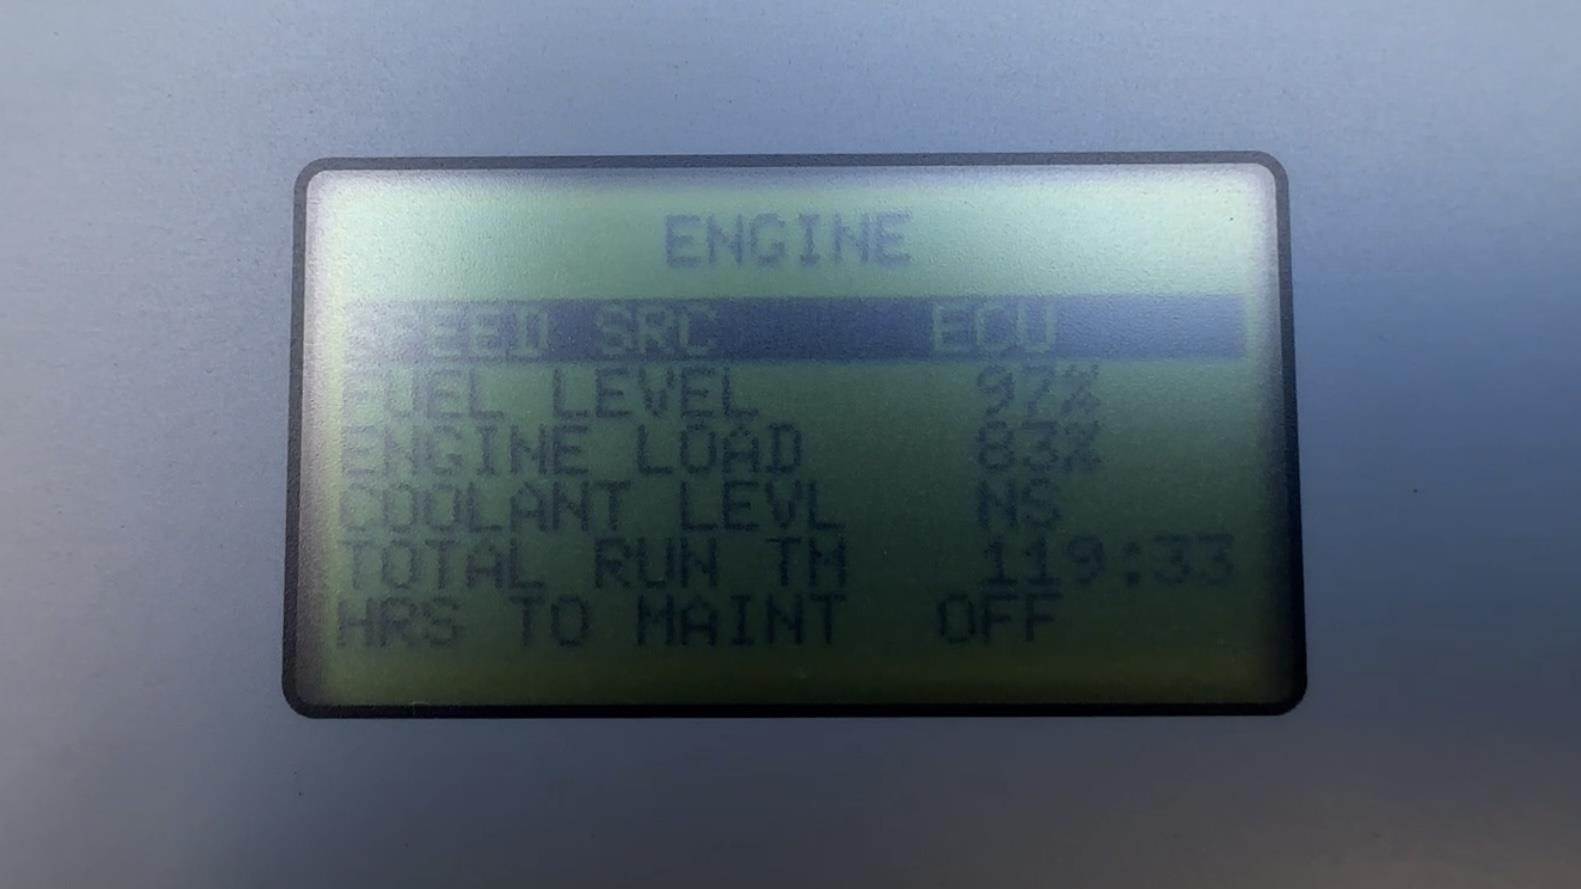 ENGINE
SPEED SRC ECU
FUEL LEVEL 97%
ENGINE LOAD 83%
COOLANT LEVL NS
TOTAL RUN TM 119:33
HRS TO MAINT OFF